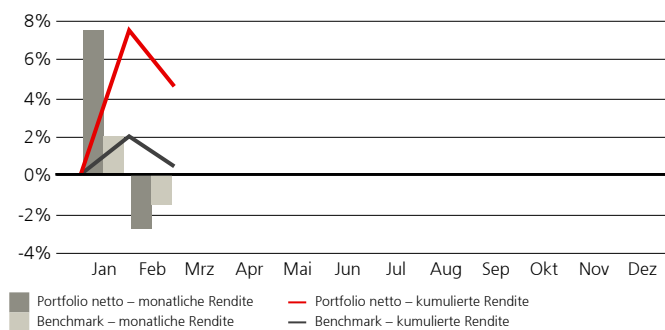 8%
6%
4%
2%
0%
-2%
-4%
Jan Feb Mrz Apr Mai Jun Jul Aug Sep Okt Nov Dez
Portfolio netto – monatliche Rendite Portfolio netto – kumulierte Rendite
Benchmark – monatliche Rendite Benchmark – kumulierte Rendite